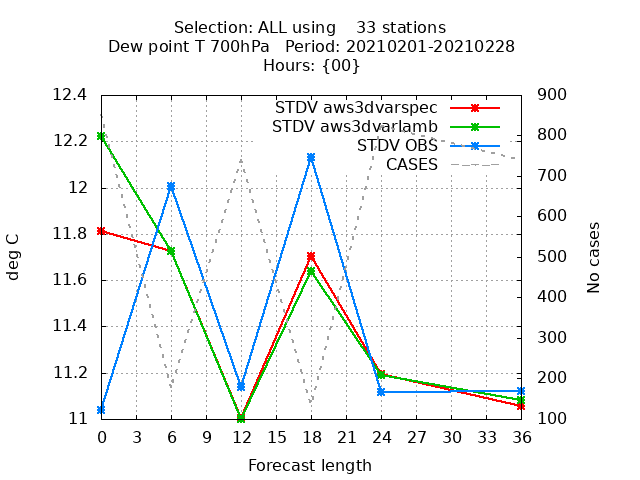 Selection: ALL using    33 stations
Dew point T 700hPa   Period: 20210201-20210228
Hours: {00}
STDV aws3dvarspec
STDV aws3dvarlamb
STDV OBS
CASES
12.4
12.2
12
11.8
11.6
11.4
11.2
11
deg C
900
800
700
600
500
400
300
200
100
No cases
0 3 6 9 12 15 18 21 24 27 30 33 36
Forecast length